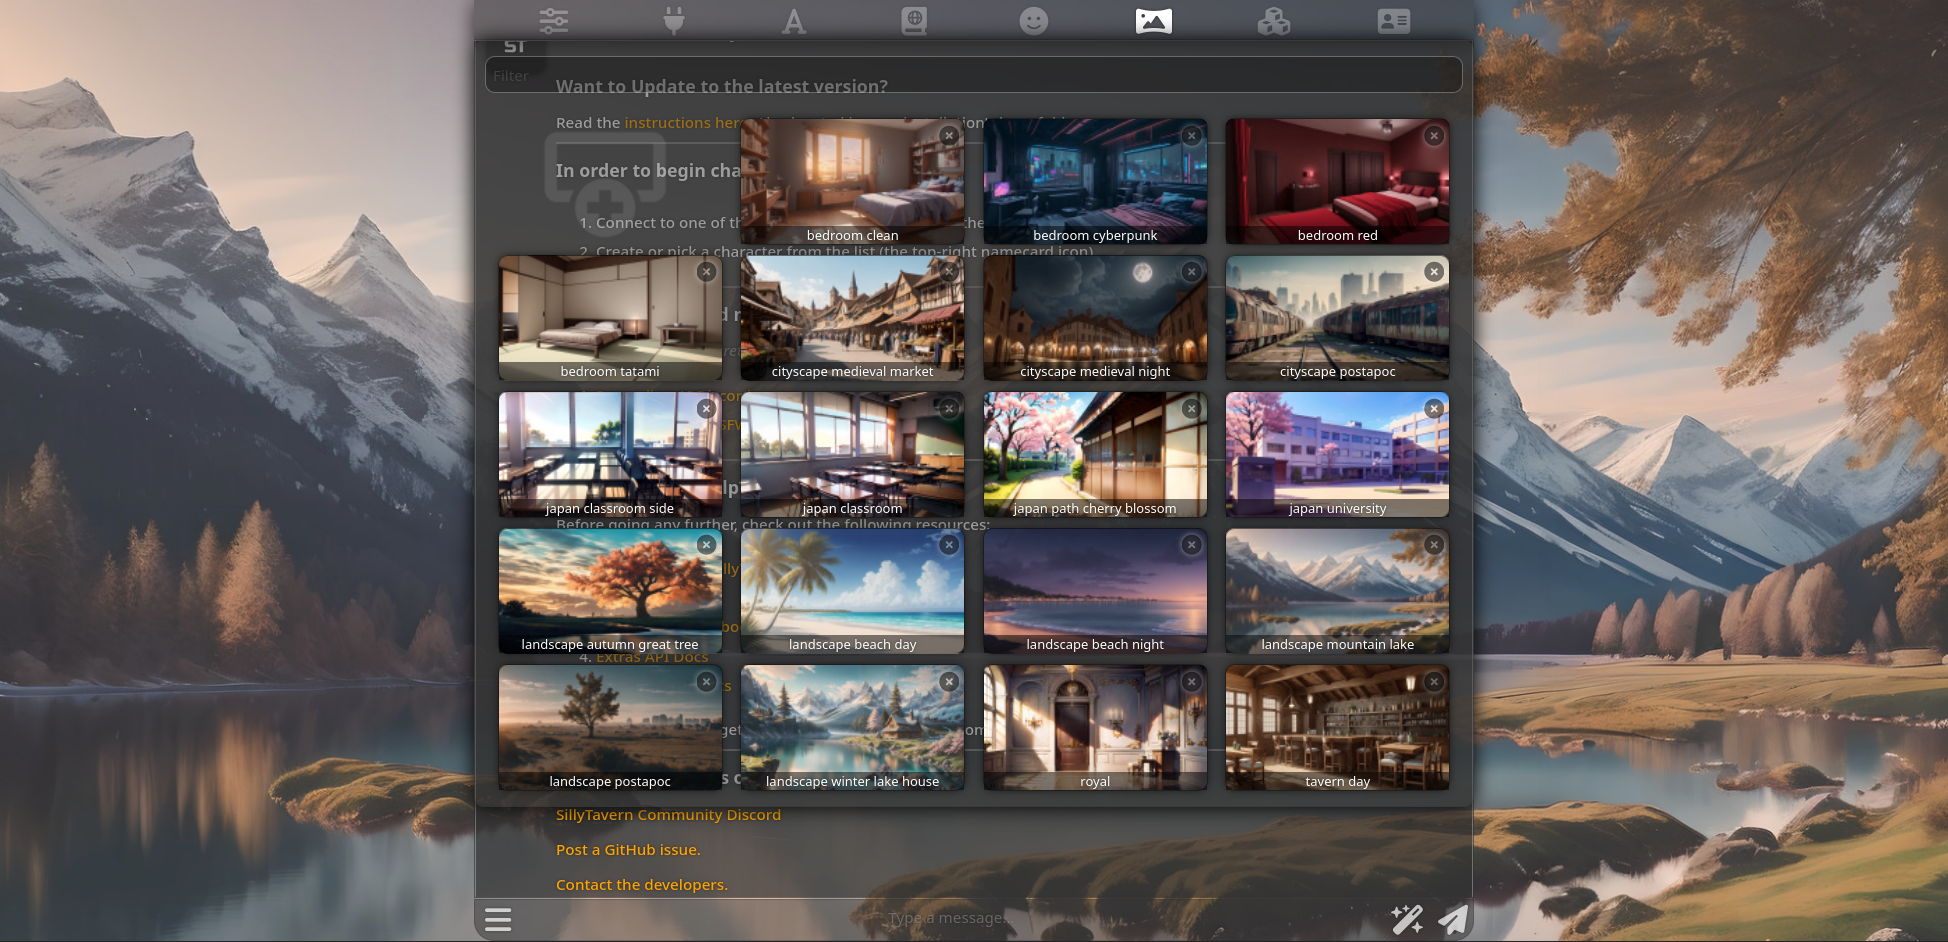 ST
Filter
Want to Update to the latest version?
Read the instructions here
In order to begin cha
1. Connect to one of th
2. Create or pick a character from the list (the top-right namecard icon)
bedroom clean
bedroom cyberpunk
bedroom red
bedroom tatami
cityscape medieval market
cityscape medieval night
cityscape postapoc
japan classroom side
japan classroom
japan path cherry blossom
japan university
Before going any further, check out the following resources:
landscape autumn great tree
landscape beach day
landscape beach night
landscape mountain lake
4. Extras API Docs
landscape postapoc
landscape winter lake house
royal
tavern day
SillyTavern Community Discord
Post a GitHub issue.
Contact the developers.
Type a message...